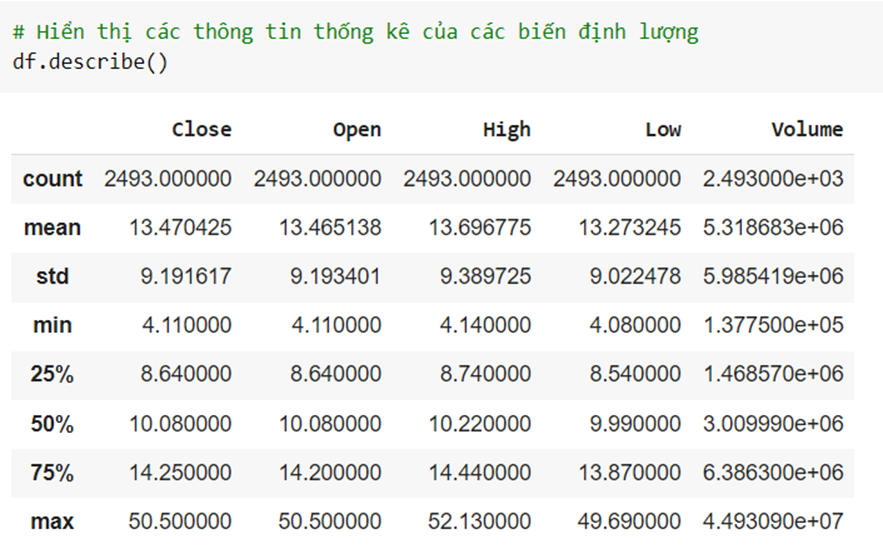 # Hiển thị các thông tin thống kê của các biến định lượng
df.describe()
Close Open High Low Volume
count 2493.000000 2493.000000 2493.000000 2493.000000 2.493000e+03
mean 13.470425 13.465138 13.696775 13.273245 5.318683e+06
std 9.191617 9.193401 9.389725 9.022478 5.985419e+06
min 4.110000 4.110000 4.140000 4.080000 1.377500e+05
25% 8.640000 8.640000 8.740000 8.540000 1.468570e+06
50% 10.080000 10.080000 10.220000 9.990000 3.009990e+06
75% 14.250000 14.200000 14.440000 13.870000 6.386300e+06
max 50.500000 50.500000 52.130000 49.690000 4.493090e+07